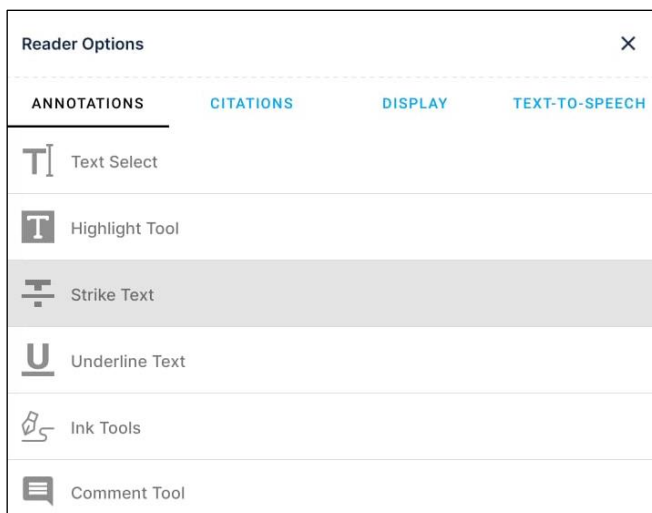 Reader Options
ANNOTATIONS CITATIONS DISPLAY TEXT-TO-SPEECH
Text Select
Highlight Tool
Strike Text
Underline Text
Ink Tools
Comment Tool